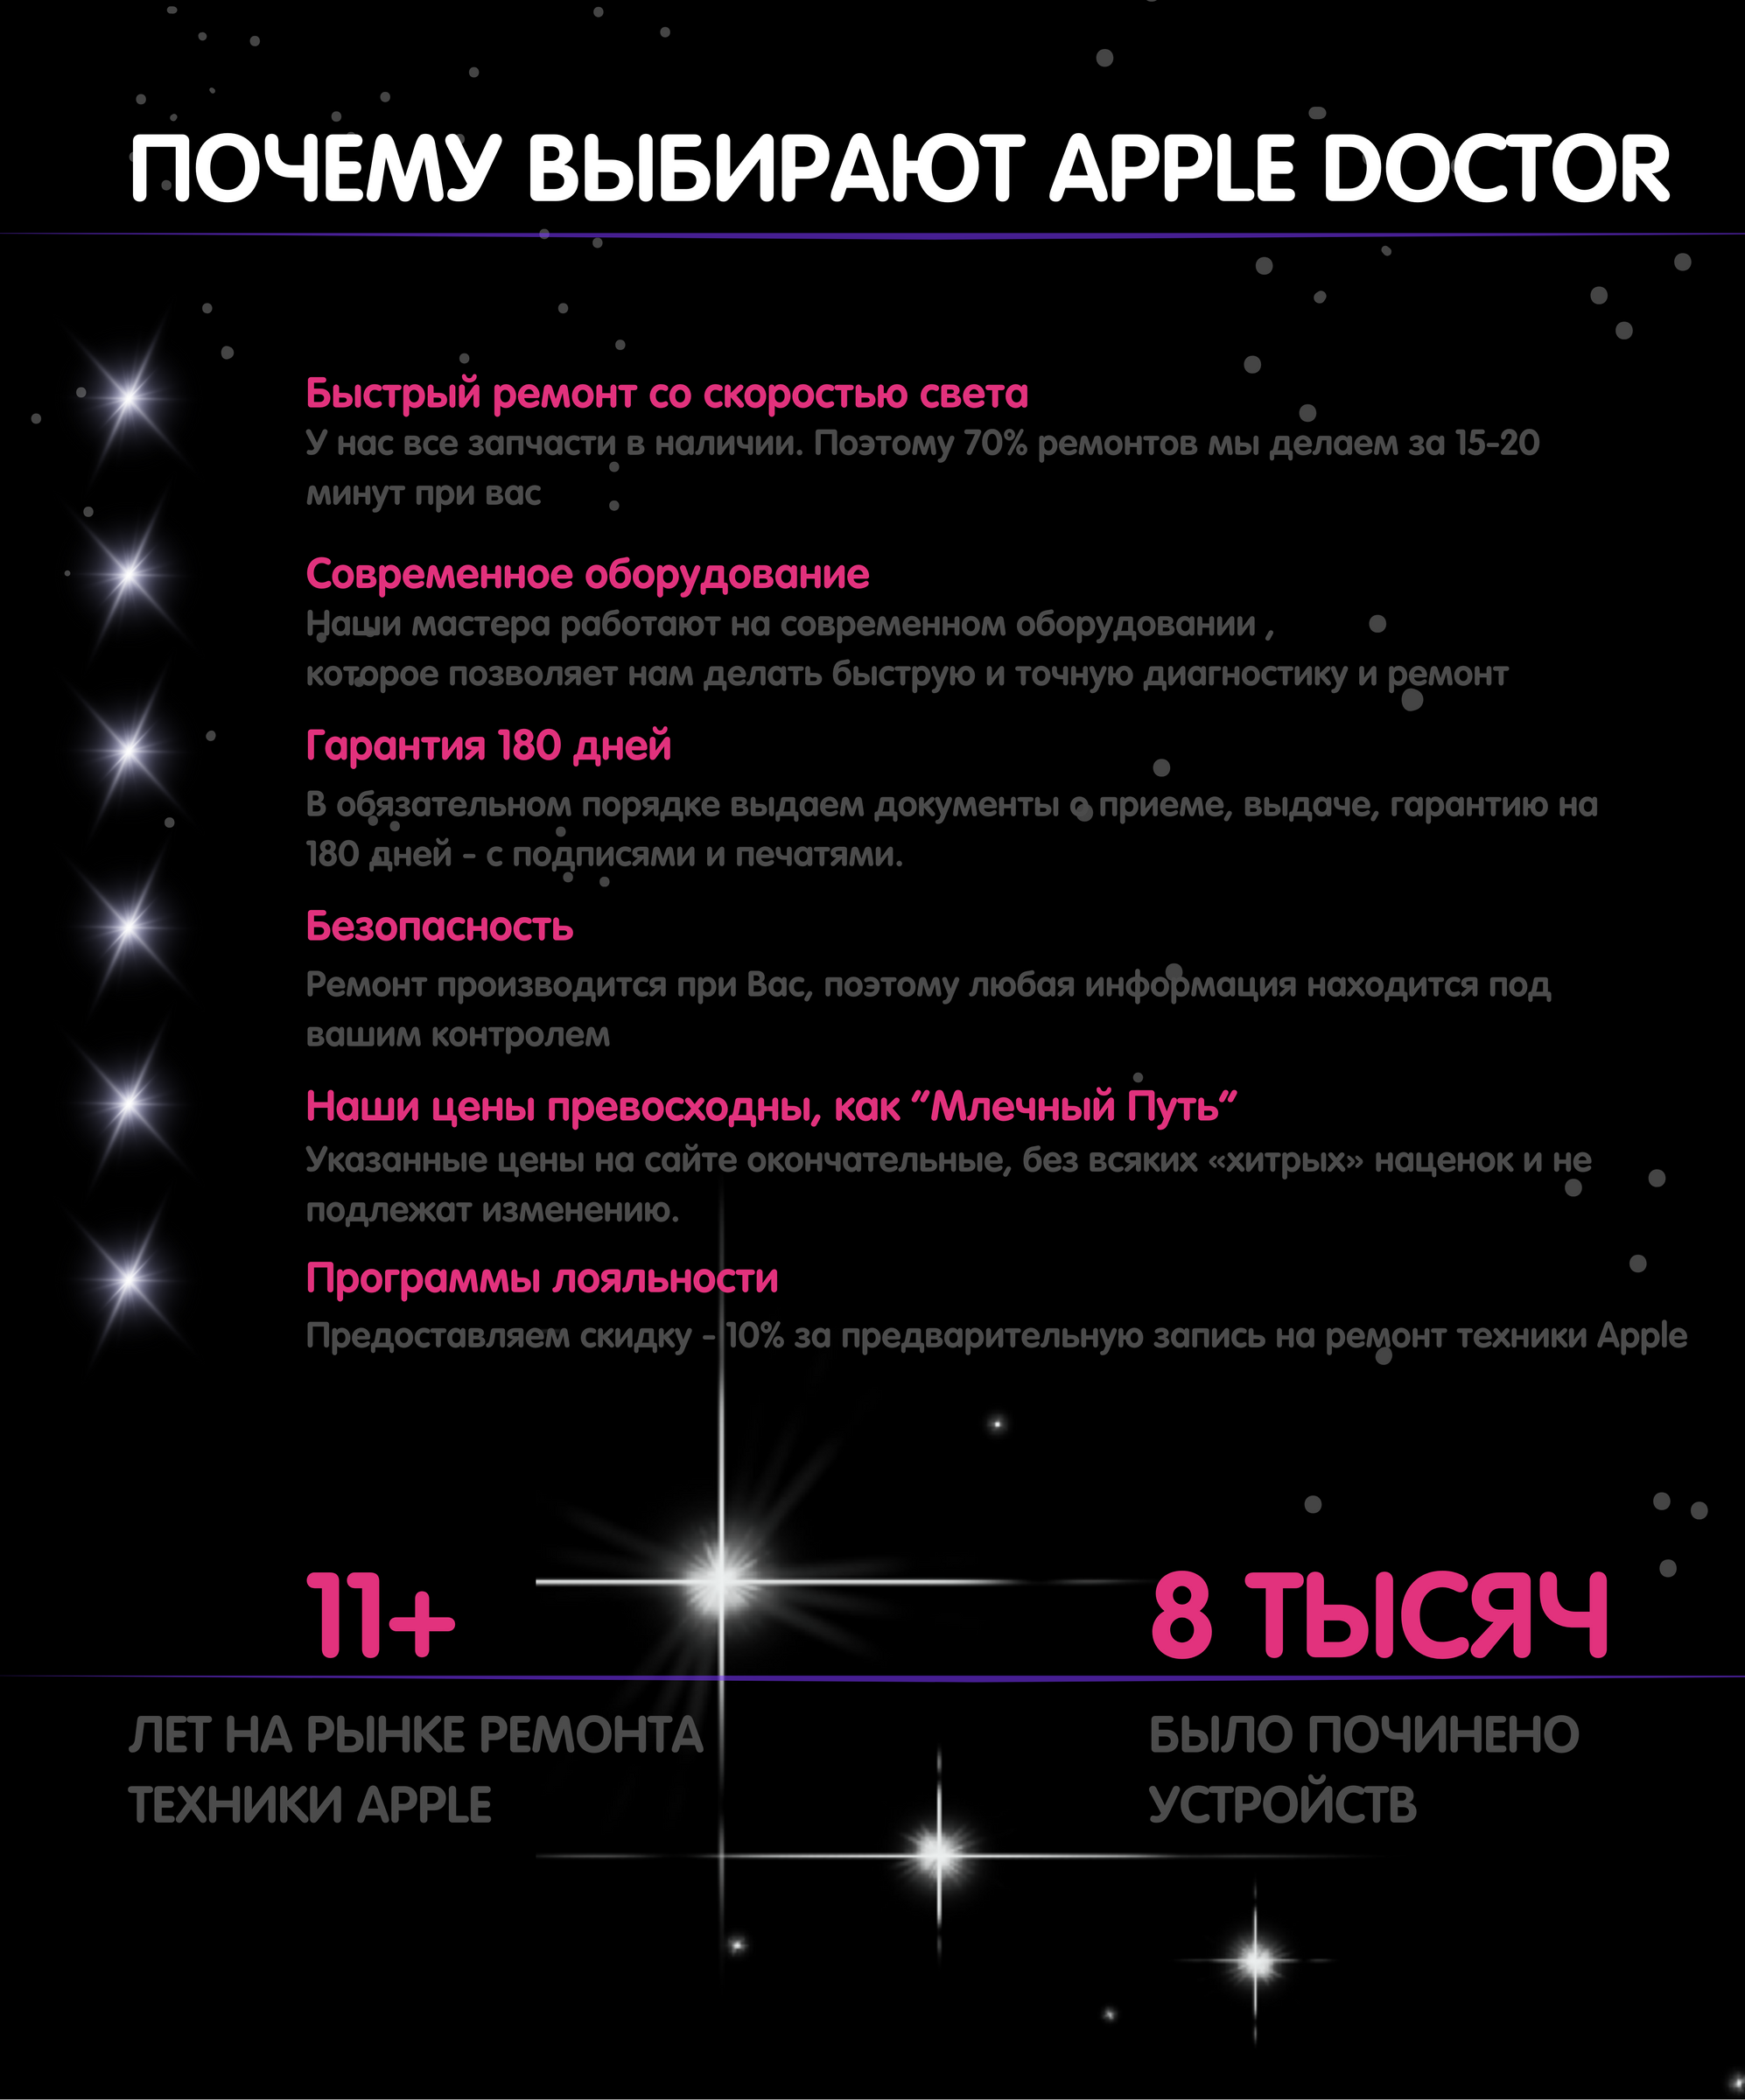 ПОЧЕМУ ВЫБИРАЮТ APPLE DOCTOR
Быстрый ремонт со скоростью света
У нас все запчасти в наличии. Поэтому 70% ремонтов мы делаем за 15-20
минут при вас
Современное оборудование
Наши мастера работают на современном оборудовании ,
которое позволяет нам делать быструю и точную диагностику и ремонт
Гарантия 180 дней
В обязательном порядке выдаем документы о приеме, выдаче, гарантию на
180 дней - с подписями и печатями.
Безопасность
Ремонт производится при Вас, поэтому любая информация находится под
вашим контролем
Наши цены превосходны, как "Млечный Путь"
Указанные цены на сайте окончательные, без всяких «хитрых» наценок и не
подлежат изменению.
Программы лояльности
Предоставляем скидку - 10% за предварительную запись на ремонт техники Apple
11+
ЛЕТ НА РЫНКЕ РЕМОНТА
ТЕХНИКИ APPLE
8 ТЫСЯЧ
БЫЛО ПОЧИНЕНО
УСТРОЙСТВ